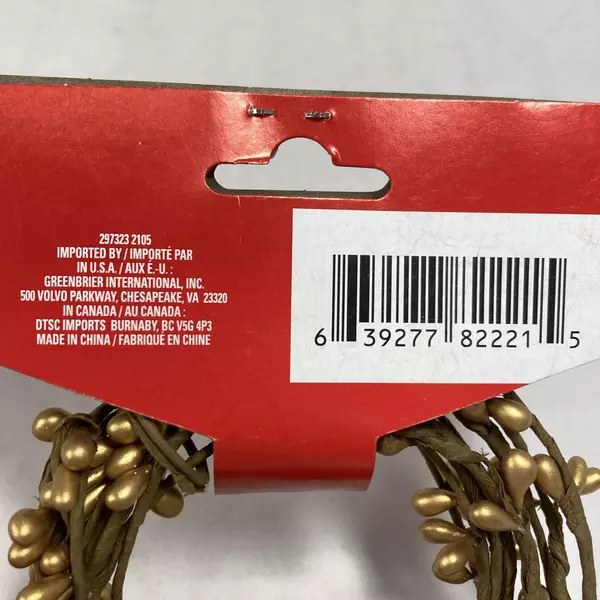 297323 2105
IMPORTED BY / IMPORTÉ PAR
IN U.S.A. / AUX É.-U. :
GREENBRIER INTERNATIONAL, INC.
500 VOLVO PARKWAY, CHESAPEAKE, VA 23320
IN CANADA / AU CANADA :
DTSC IMPORTS BURNABY, BC V5G 4P3
MADE IN CHINA / FABRIQUÉ EN CHINE
6 39277 82221 5